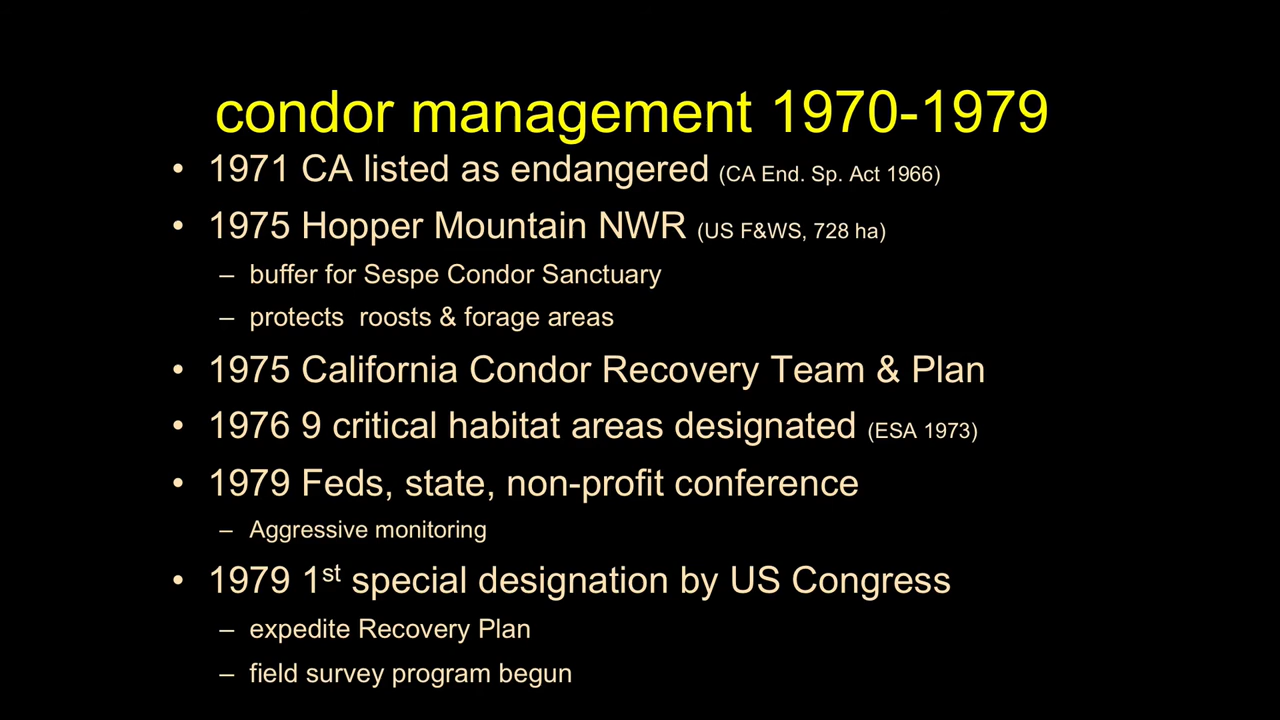 condor management 1970-1979
• 1971 CA listed as endangered (CA End. Sp. Act 1966)
• 1975 Hopper Mountain NWR (US F&WS, 728 ha)
– buffer for Sespe Condor Sanctuary
– protects  roosts & forage areas
• 1975 California Condor Recovery Team & Plan
• 1976 9 critical habitat areas designated (ESA 1973)
• 1979 Feds, state, non-profit conference
– Aggressive monitoring
• 1979 1st special designation by US Congress
– expedite Recovery Plan
– field survey program begun